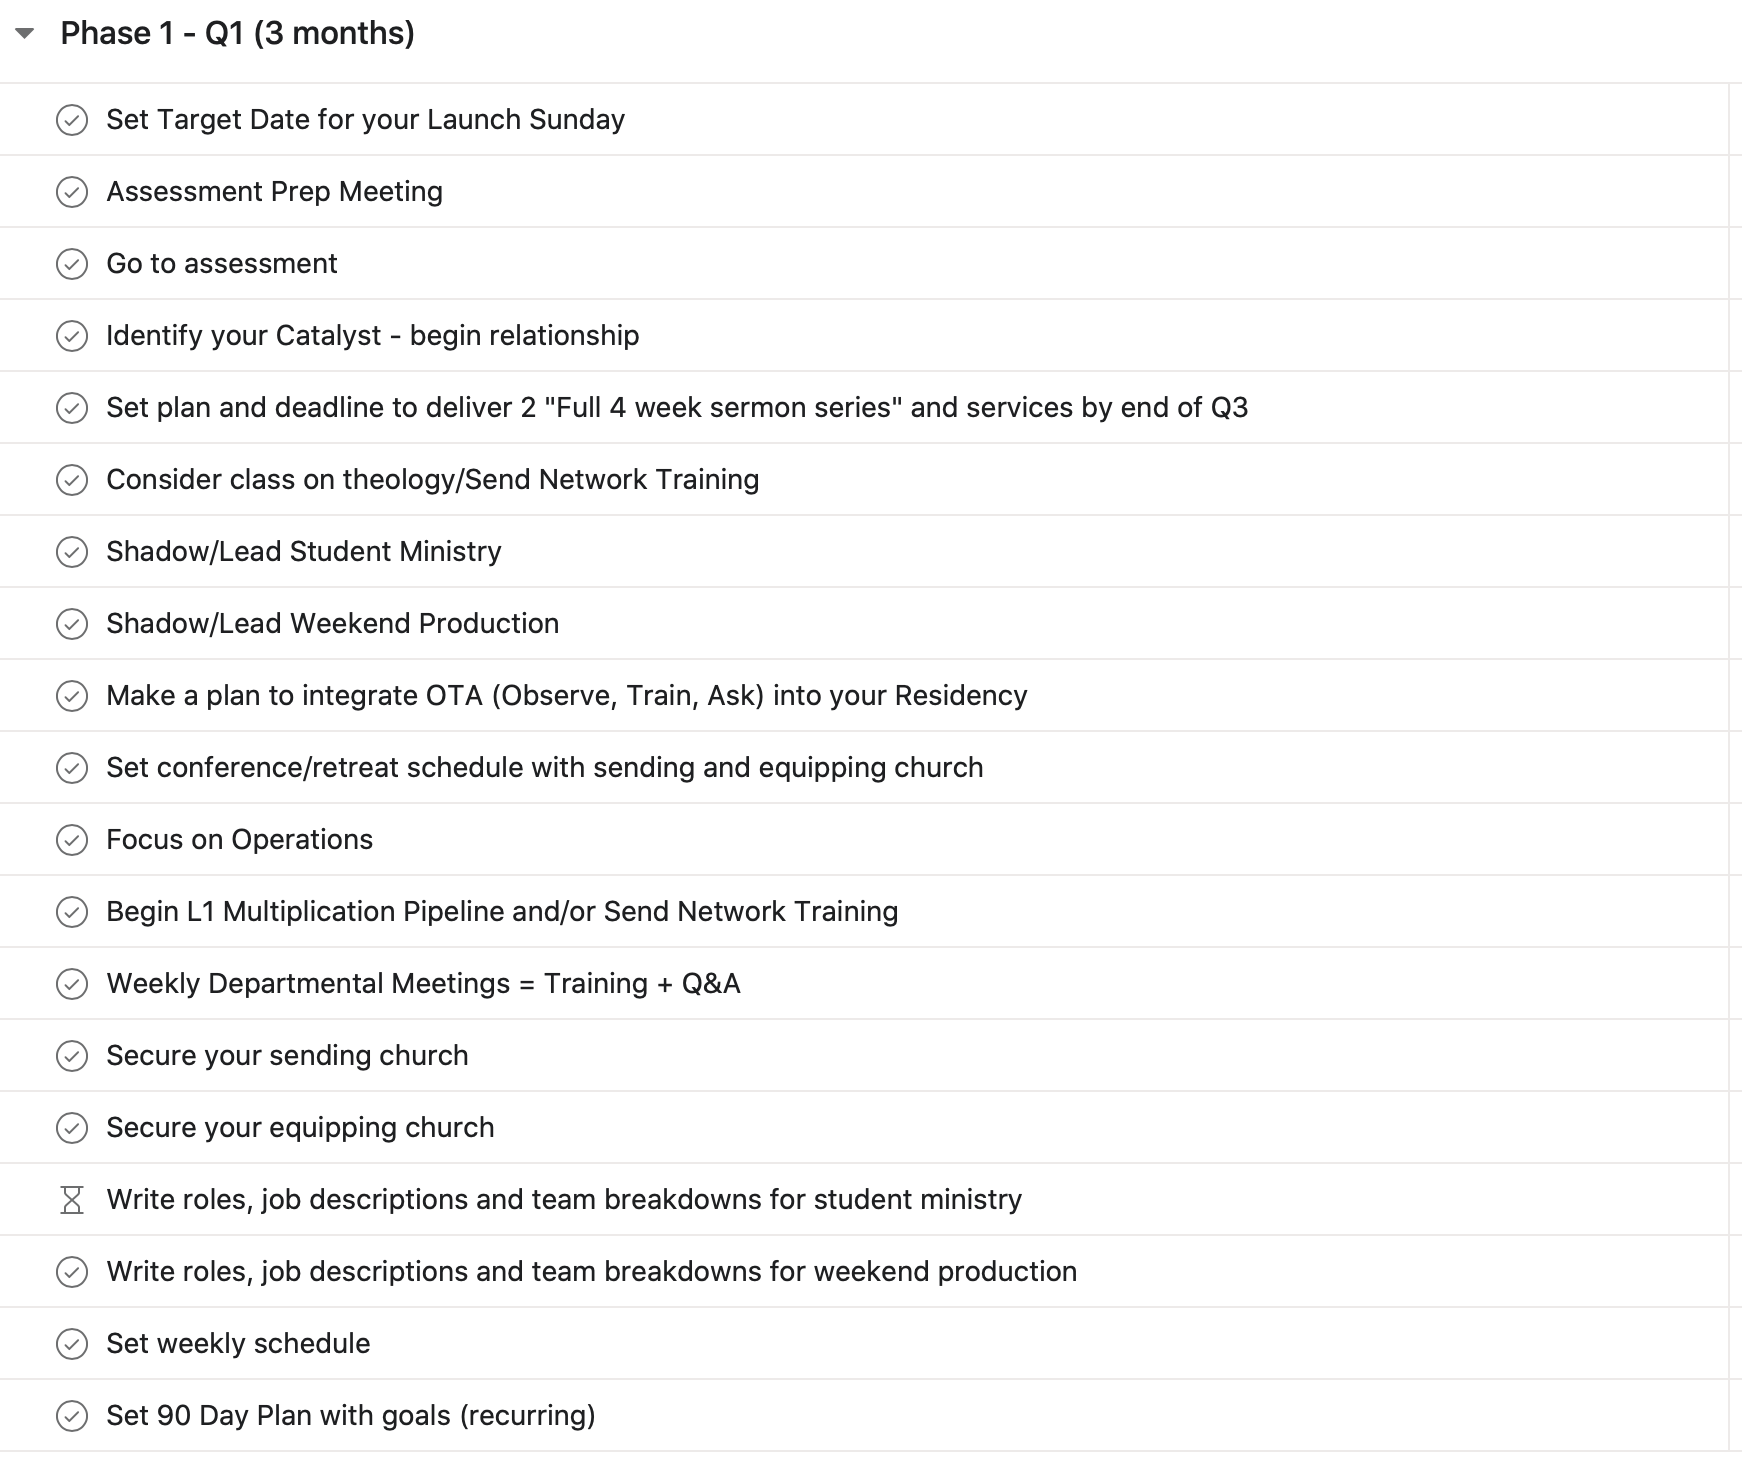 Phase 1 - Q1 (3 months)
Set Target Date for your Launch Sunday
Assessment Prep Meeting
Go to assessment
Identify your Catalyst - begin relationship
Set plan and deadline to deliver 2 "Full 4 week sermon series" and services by end of Q3
Consider class on theology/Send Network Training
Shadow/Lead Student Ministry
Shadow/Lead Weekend Production
Make a plan to integrate OTA (Observe, Train, Ask) into your Residency
Set conference/retreat schedule with sending and equipping church
Focus on Operations
Begin L1 Multiplication Pipeline and/or Send Network Training
Weekly Departmental Meetings = Training + Q&A
Secure your sending church
Secure your equipping church
Write roles, job descriptions and team breakdowns for student ministry
Write roles, job descriptions and team breakdowns for weekend production
Set weekly schedule
Set 90 Day Plan with goals (recurring)